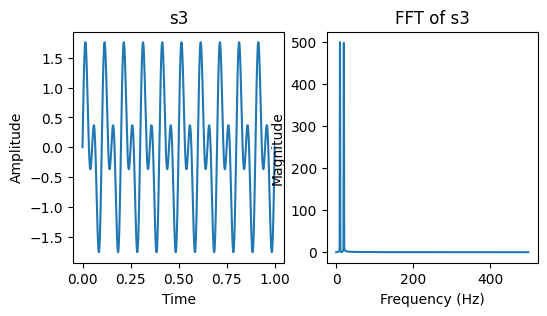 s3
FFT of s3
Amplitude
1.5
1.0
0.5
0.0
−0.5
−1.0
−1.5
0.00 0.25 0.50 0.75 1.00
Time
Magnitude
500
400
300
200
100
0
0 200 400
Frequency (Hz)